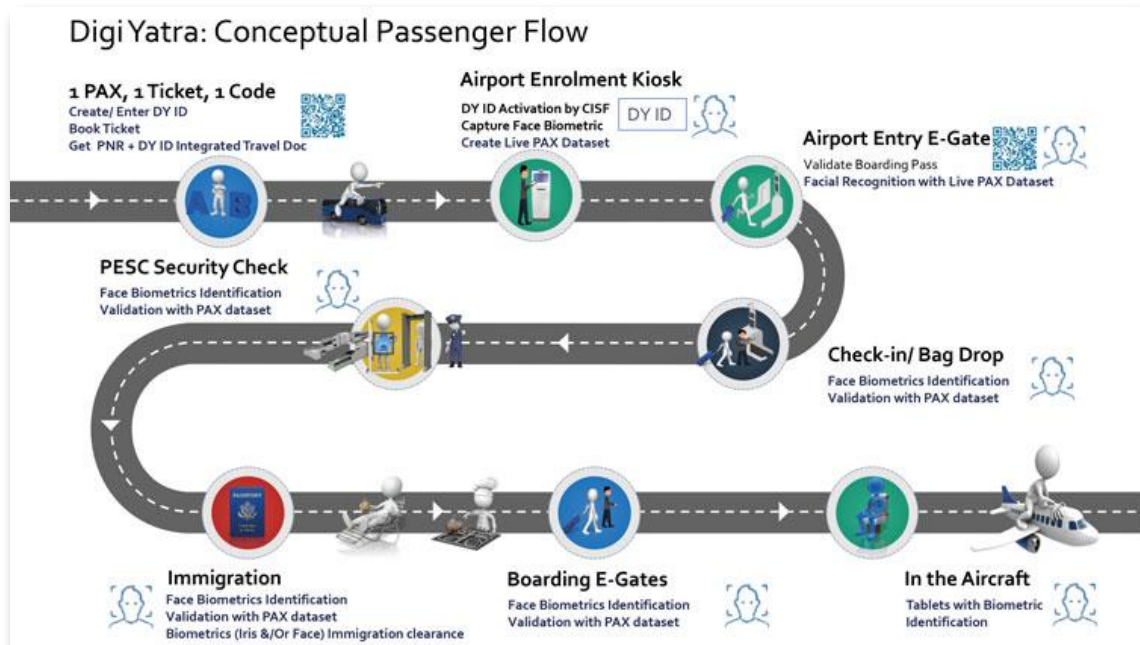 Digi Yatra: Conceptual Passenger Flow
1 PAX, 1 Ticket, 1 Code
Create/ Enter DY ID
Book Ticket
Get PNR + DY ID Integrated Travel Doc
Airport Enrolment Kiosk
DY ID Activation by CISF
Capture Face Biometric
Create Live PAX Dataset
DY ID
Airport Entry E-Gate
Validate Boarding Pass
Facial Recognition with Live PAX Dataset
PESC Security Check
Face Biometrics Identification
Validation with PAX dataset
Check-in/ Bag Drop
Face Biometrics Identification
Validation with PAX dataset
PASSPORT
Immigration
Face Biometrics Identification
Validation with PAX dataset
Biometrics (Iris &/Or Face) Immigration clearance
Boarding E-Gates
Face Biometrics Identification
Validation with PAX dataset
In the Aircraft
Tablets with Biometric
Identification